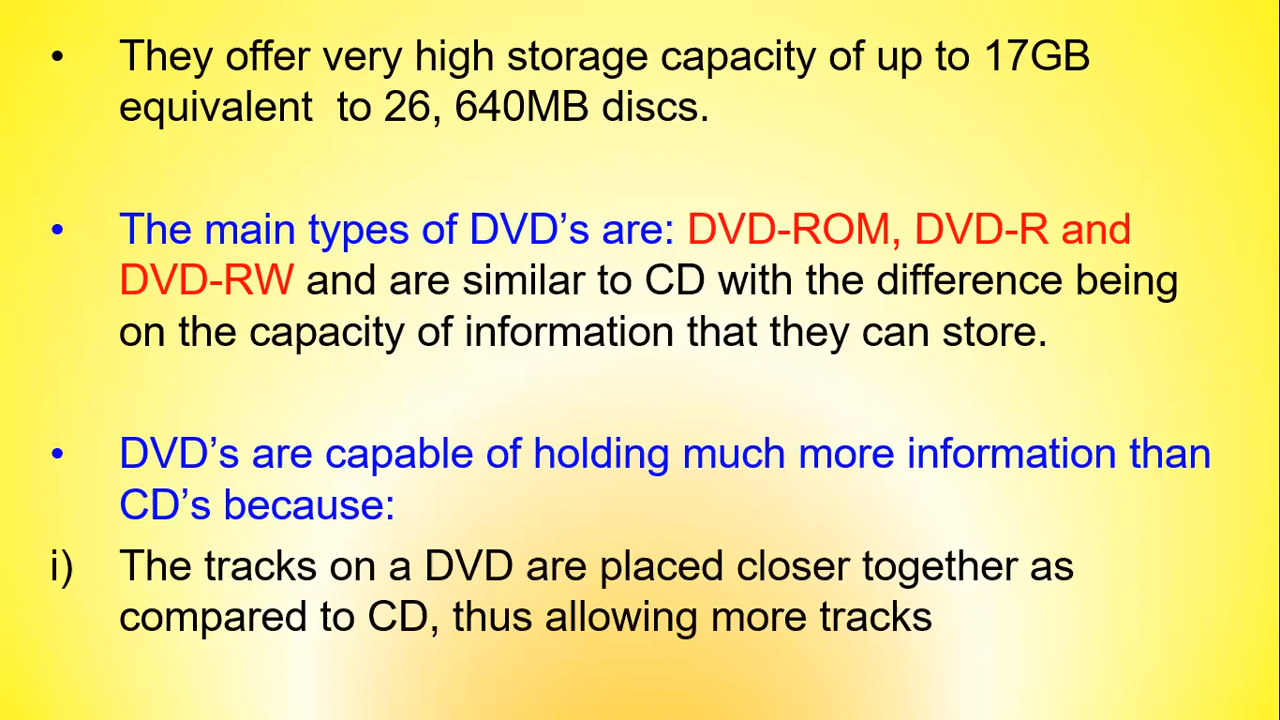 • They offer very high storage capacity of up to 17GB
equivalent  to 26, 640MB discs.
• The main types of DVD’s are: DVD-ROM, DVD-R and
DVD-RW and are similar to CD with the difference being
on the capacity of information that they can store.
• DVD’s are capable of holding much more information than
CD’s because:
i) The tracks on a DVD are placed closer together as
compared to CD, thus allowing more tracks